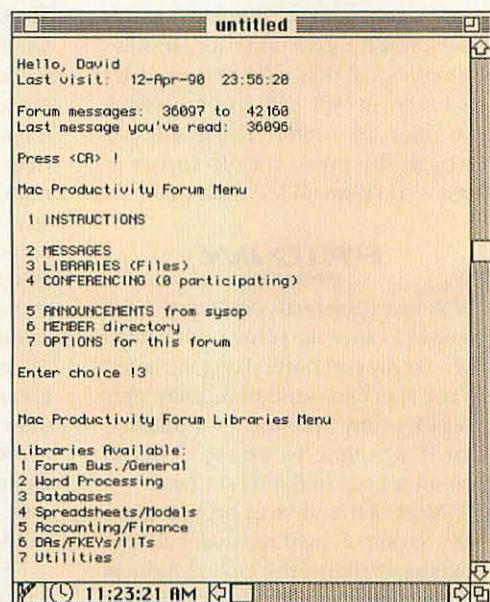 untitled
Hello, David
Last visit: 12-Apr-90 23:56:20
Forum messages: 36097 to 42160
Last message you've read: 36096
Press <CR> !
Mac Productivity Forum Menu
1 INSTRUCTIONS
2 MESSAGES
3 LIBRARIES (Files)
4 CONFERENCING (0 participating)
5 ANNOUNCEMENTS from sysop
6 MEMBER directory
7 OPTIONS for this forum
Enter choice !3
Mac Productivity Forum Libraries Menu
Libraries Available:
1 Forum Bus./General
2 Word Processing
3 Databases
4 Spreadsheets/Models
5 Accounting/Finance
6 DAs/FKEYs/IITs
7 Utilities
11:23:21 AM